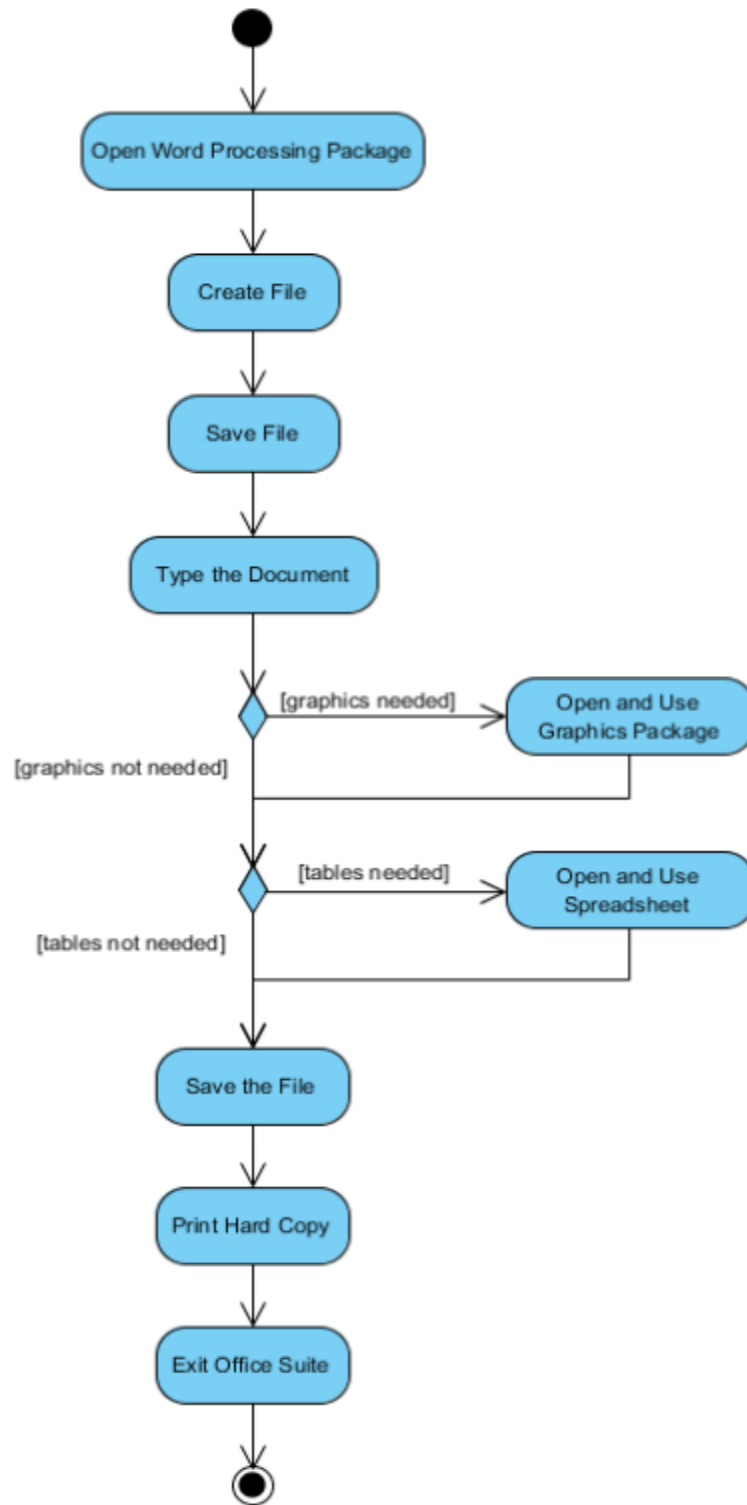 Open Word Processing Package
Create File
Save File
Type the Document
[graphics needed]
Open and Use
Graphics Package
[graphics not needed]
[tables needed]
Open and Use
Spreadsheet
[tables not needed]
Save the File
Print Hard Copy
Exit Office Suite